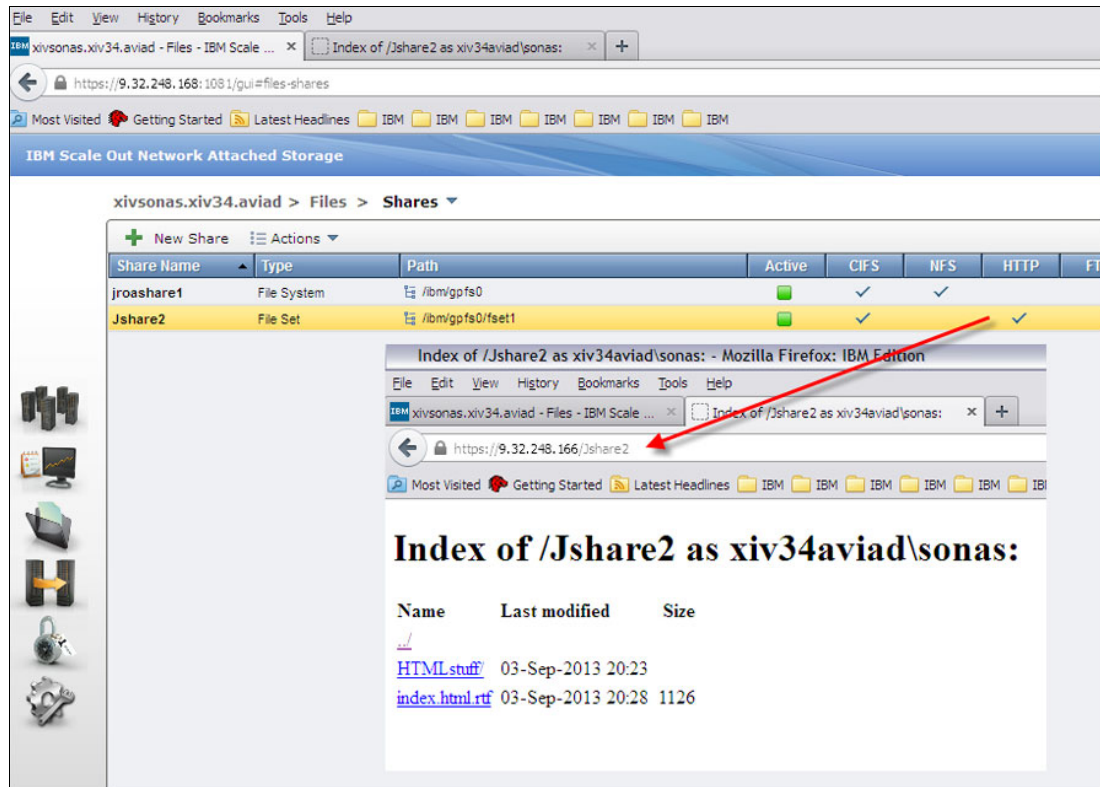 File Edit View History Bookmarks Tools Help
IBM xivsonas.xiv34.aviad - Files - IBM Scale ... × Index of /Jshare2 as xiv34aviad\sonas: × +
https://9.32.248.168:1081/gui#files-shares
Most Visited Getting Started Latest Headlines IBM IBM IBM IBM IBM IBM IBM
IBM Scale Out Network Attached Storage
xivsonas.xiv34.aviad > Files > Shares
New Share Actions
Share Name Type Path Active CIFS NFS HTTP FT
jroashare1 File System /ibm/gpfs0
Jshare2 File Set /ibm/gpfs0/fset1
Index of /Jshare2 as xiv34aviad\sonas: - Mozilla Firefox: IBM Edition
File Edit View History Bookmarks Tools Help
IBM xivsonas.xiv34.aviad - Files - IBM Scale ... × Index of /Jshare2 as xiv34aviad\sonas: × +
https://9.32.248.166/Jshare2
Most Visited Getting Started Latest Headlines IBM IBM IBM IBM IBM IBM
Index of /Jshare2 as xiv34aviad\sonas:
Name Last modified Size
../
HTMLstuff/ 03-Sep-2013 20:23
index.html.rtf 03-Sep-2013 20:28 1126